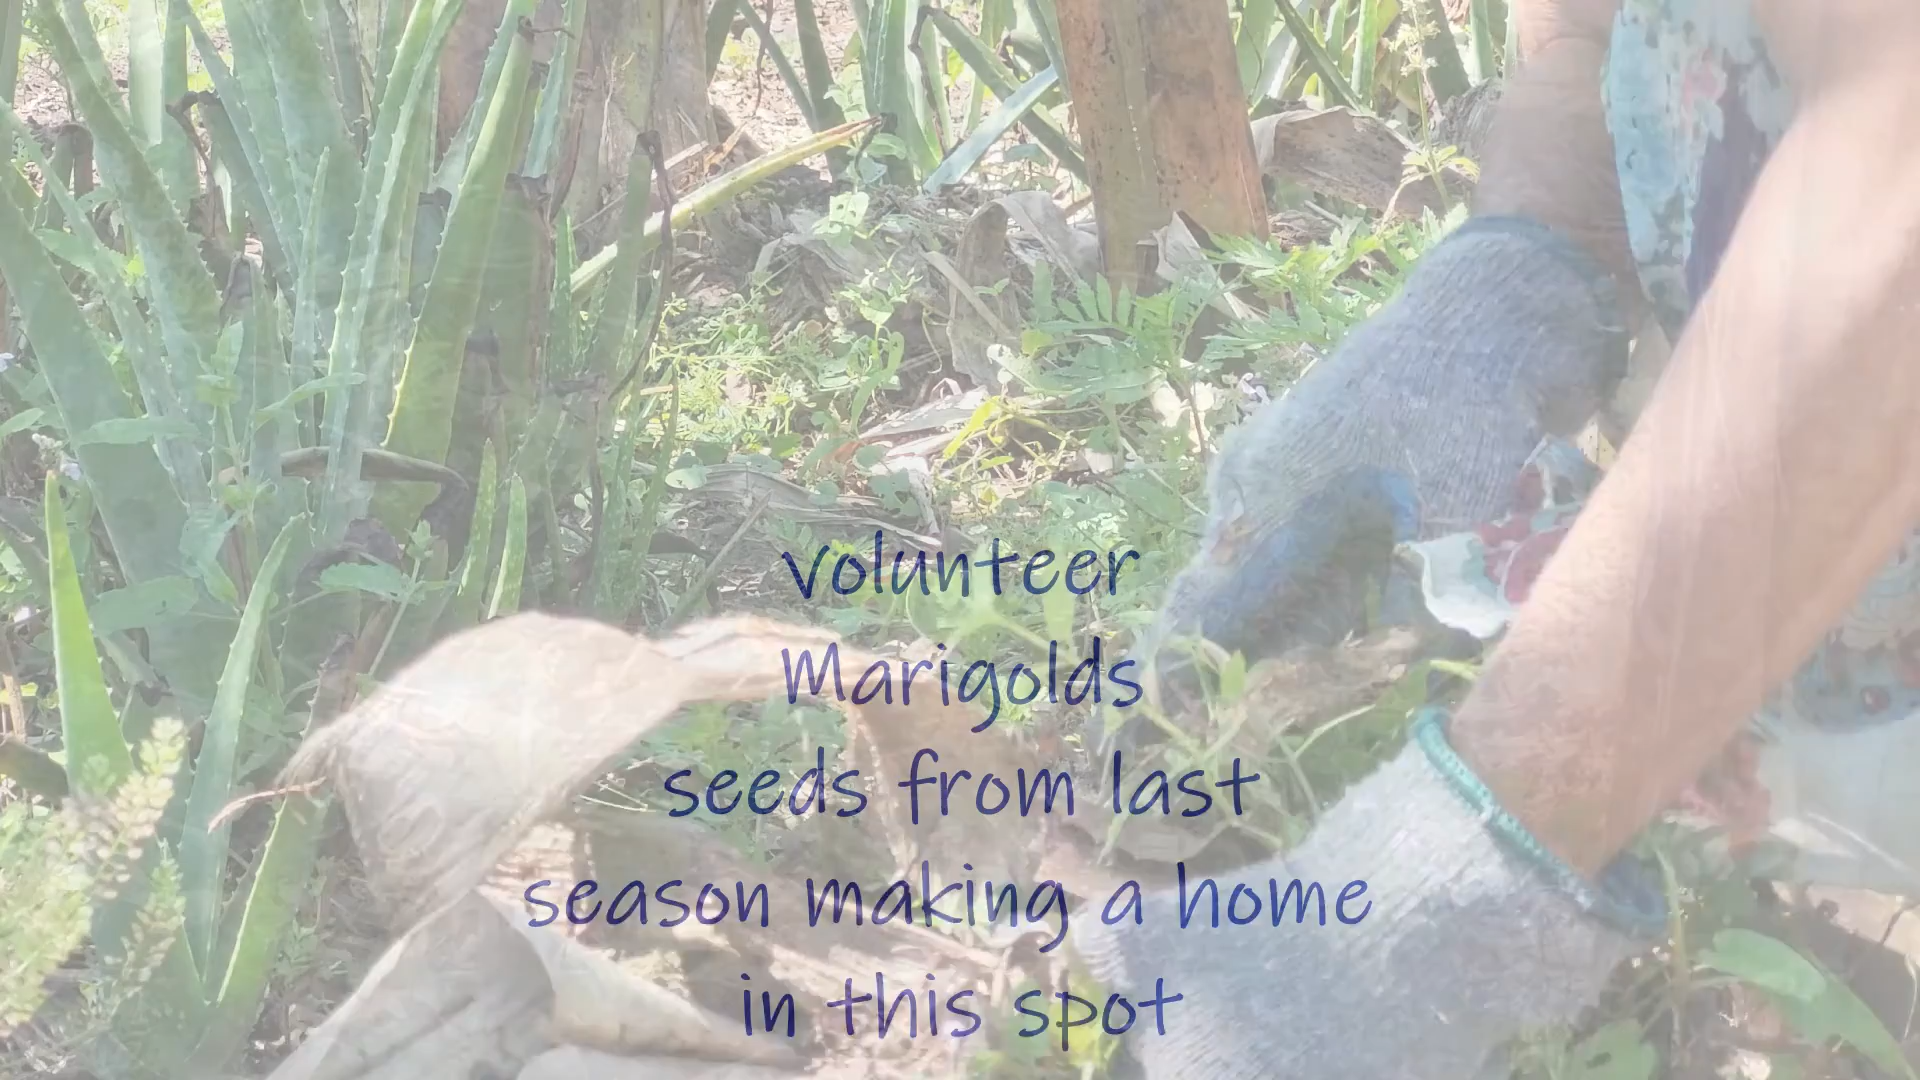 volunteer
Marigolds
seeds from last
season making a home
in this spot